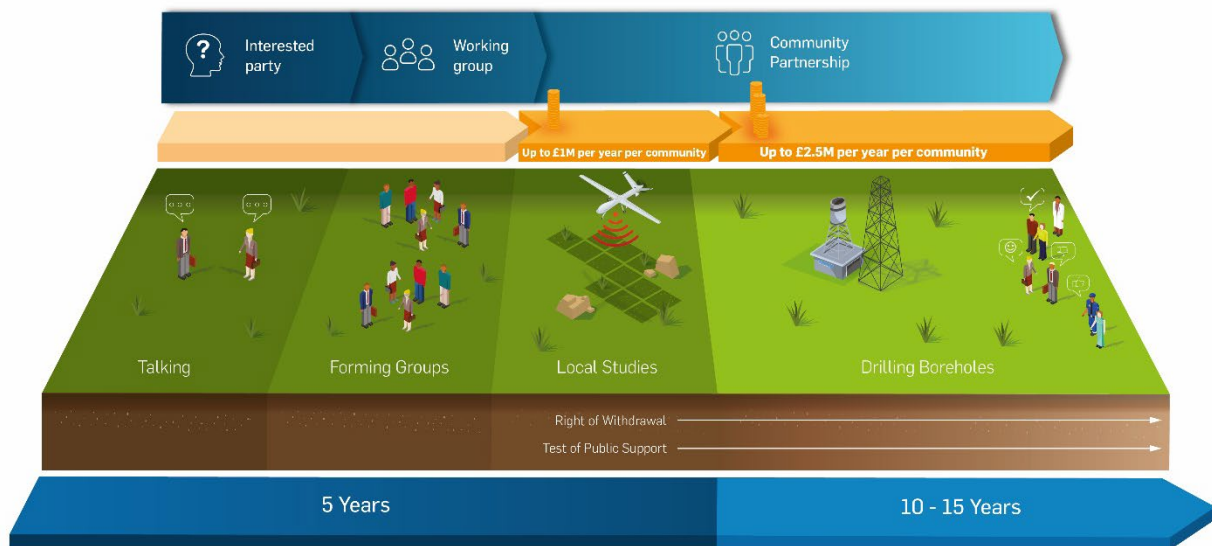 ?
Interested
party
Working
group
Community
Partnership
Up to £1M per year per community
Up to £2.5M per year per community
Talking
Forming Groups
Local Studies
Drilling Boreholes
Right of Withdrawal
Test of Public Support
5 Years
10 - 15 Years